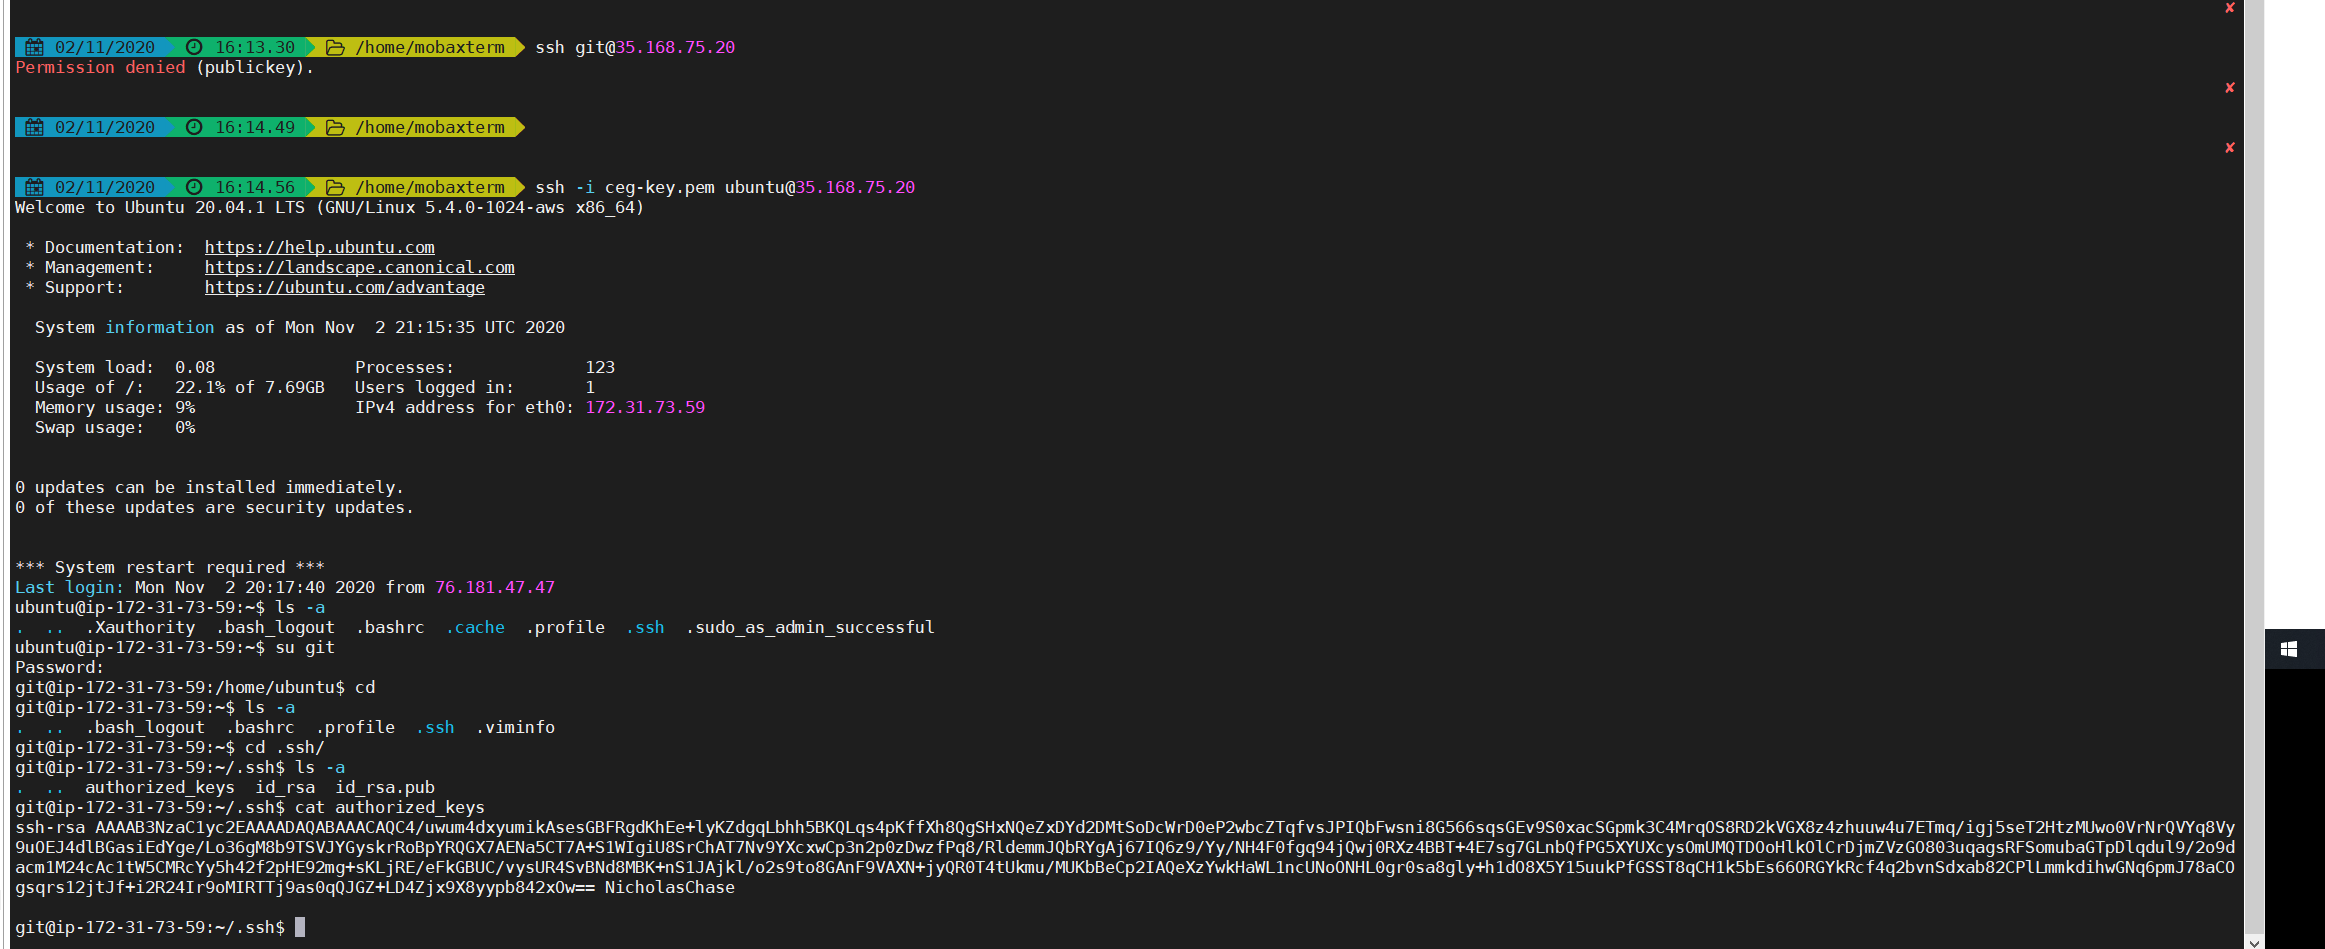 02/11/2020 16:13.30 /home/mobaxterm ssh git@35.168.75.20
Permission denied (publickey).
02/11/2020 16:14.49 /home/mobaxterm
02/11/2020 16:14.56 /home/mobaxterm ssh -i ceg-key.pem ubuntu@35.168.75.20
Welcome to Ubuntu 20.04.1 LTS (GNU/Linux 5.4.0-1024-aws x86_64)
* Documentation: https://help.ubuntu.com
* Management: https://landscape.canonical.com
* Support: https://ubuntu.com/advantage
System information as of Mon Nov 2 21:15:35 UTC 2020
System load: 0.08 Processes: 123
Usage of /: 22.1% of 7.69GB Users logged in: 1
Memory usage: 9% IPv4 address for eth0: 172.31.73.59
Swap usage: 0%
0 updates can be installed immediately.
0 of these updates are security updates.
*** System restart required ***
Last login: Mon Nov 2 20:17:40 2020 from 76.181.47.47
ubuntu@ip-172-31-73-59:~$ ls -a
. .. .Xauthority .bash_logout .bashrc .cache .profile .ssh .sudo_as_admin_successful
ubuntu@ip-172-31-73-59:~$ su git
Password:
git@ip-172-31-73-59:/home/ubuntu$ cd
git@ip-172-31-73-59:~$ ls -a
. .. .bash_logout .bashrc .profile .ssh .viminfo
git@ip-172-31-73-59:~$ cd .ssh/
git@ip-172-31-73-59:~/.ssh$ ls -a
. .. authorized_keys id_rsa id_rsa.pub
git@ip-172-31-73-59:~/.ssh$ cat authorized_keys
ssh-rsa AAAAB3NzaC1yc2EAAAADAQABAAACAQC4/uwum4dxyumikAsesGBFRgdKhEe+lyKZdgqLbhh5BKQLqs4pKffXh8QgSHxNQeZxDYd2DMtSoDcWrD0eP2wbcZTqfvsJPIQbFwsni8G566sqsGEv9S0xacSGpmk3C4MrqOS8RD2kVGX8z4zhuuw4u7ETmq/igj5seT2HtzMUwo0VrNrQVYq8Vy
9uOEJ4dlBGasiEdYge/Lo36gM8b9TSVJYGyskrRoBpYRQGX7AENa5CT7A+S1WIgiU8SrChAT7Nv9YXcxwCp3n2p0zDwzfPq8/RldemmJQbRYgAj67IQ6z9/Yy/NH4F0fgq94jQwj0RXz4BBT+4E7sg7GLnbQfPG5XYUXcysOmUMQTDOoHlkOlCrDjmZVzGO803uqagsRFSomubaGTpDlqdul9/2o9d
acm1M24cAc1tW5CMRcYy5h42f2pHE92mg+sKLjRE/eFkGBUC/vysUR4SvBNd8MBK+nS1JAjkl/o2s9to8GAnF9VAXN+jyQR0T4tUkmu/MUKbBeCp2IAQeXzYwkHaWL1ncUNoONHL0gr0sa8gly+h1dO8X5Y15uukPfGSST8qCH1k5bEs66ORGYkRcf4q2bvnSdxab82CPlLmmkdihwGNq6pmJ78aCO
gsqrs12jtJf+i2R24Ir9oMIRTTj9as0qQJGZ+LD4Zjx9X8yypb842xOw== NicholasChase
git@ip-172-31-73-59:~/.ssh$